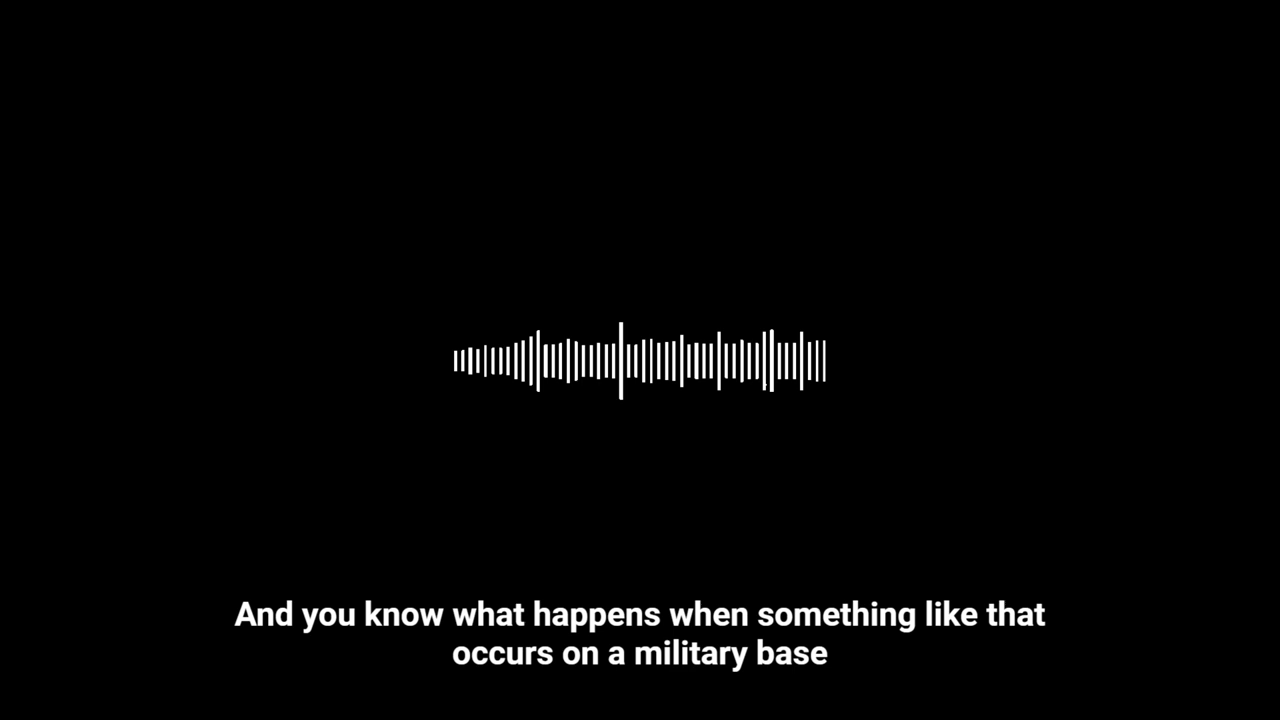 And you know what happens when something like that
occurs on a military base